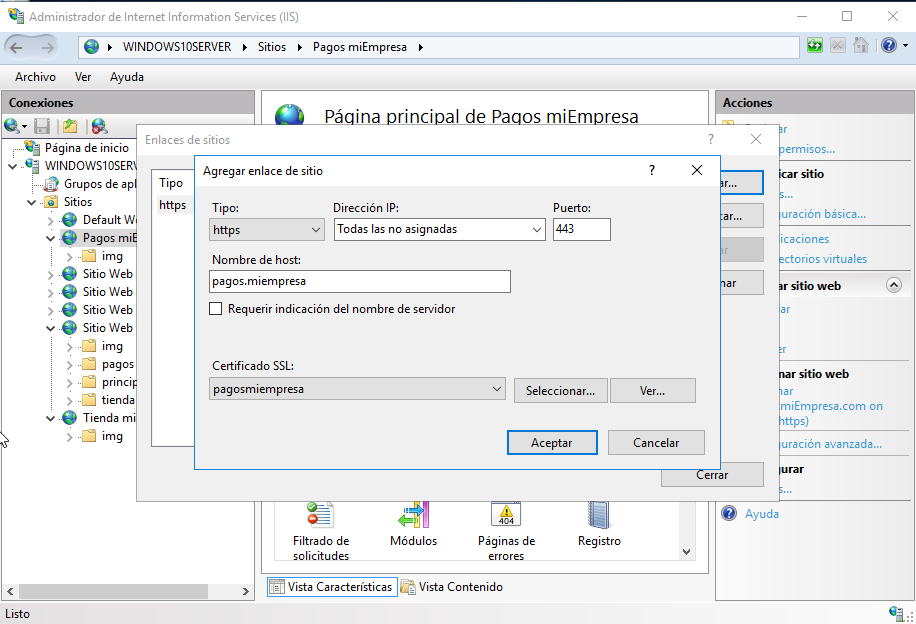 Administrador de Internet Information Services (IIS)
WINDOWS10SERVER
Sitios
Pagos miEmpresa
Archivo
Ver
Ayuda
Conexiones
Página de inicio
WINDOWS10SERV
Grupos de apl
Sitios
Default We
Pagos miE
img
Sitio Web
Sitio Web
Sitio Web
Sitio Web
img
pagos
princip
tienda
Tienda mi
img
Página principal de Pagos miEmpresa
Enlaces de sitios
?
Tipo
https
Cerrar
Agregar enlace de sitio
?
Tipo:
Dirección IP:
Puerto:
https
Todas las no asignadas
443
Nombre de host:
pagos.miempresa
Requerir indicación del nombre de servidor
Certificado SSL:
pagosmiempresa
Seleccionar...
Ver...
Aceptar
Cancelar
Filtrado de
solicitudes
Módulos
404
Páginas de
errores
Registro
Vista Características
Vista Contenido
Acciones
permisos...
icar sitio
s...
uración básica...
icaciones
ectorios virtuales
ar sitio web
ar
er
nar sitio web
nar
miEmpresa.com on
https)
uración avanzada...
urar
s...
Ayuda
Listo